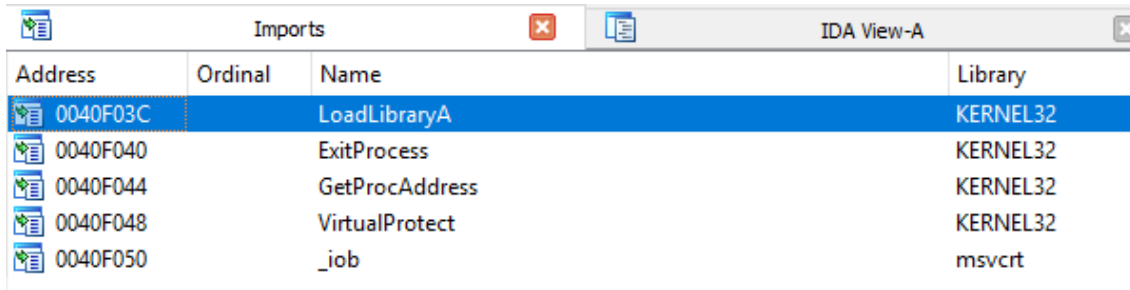 Imports IDA View-A
Address Ordinal Name Library
0040F03C LoadLibraryA KERNEL32
0040F040 ExitProcess KERNEL32
0040F044 GetProcAddress KERNEL32
0040F048 VirtualProtect KERNEL32
0040F050 _iob msvcrt